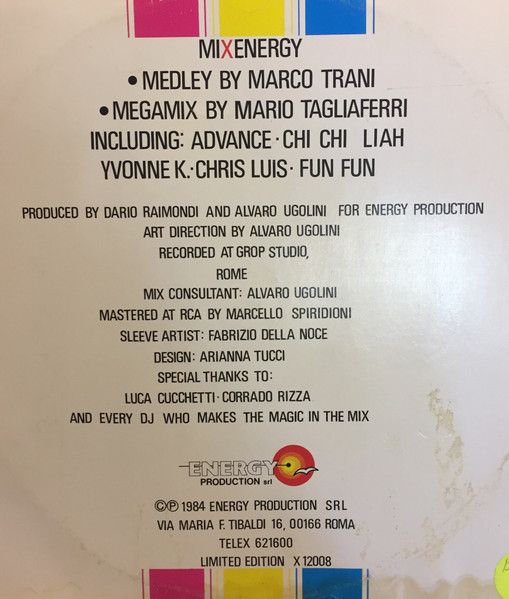 MIXENERGY
• MEDLEY BY MARCO TRANI
• MEGAMIX BY MARIO TAGLIAFERRI
INCLUDING: ADVANCE · CHI CHI LIAH
YVONNE K. · CHRIS LUIS · FUN FUN
PRODUCED BY DARIO RAIMONDI AND ALVARO UGOLINI FOR ENERGY PRODUCTION
ART DIRECTION BY ALVARO UGOLINI
RECORDED AT GROP STUDIO,
ROME
MIX CONSULTANT: ALVARO UGOLINI
MASTERED AT RCA BY MARCELLO SPIRIDIONI
SLEEVE ARTIST: FABRIZIO DELLA NOCE
DESIGN: ARIANNA TUCCI
SPECIAL THANKS TO:
LUCA CUCCHETTI · CORRADO RIZZA
AND EVERY DJ WHO MAKES THE MAGIC IN THE MIX
ENERGY
PRODUCTION srl
©℗ 1984 ENERGY PRODUCTION SRL
VIA MARIA F. TIBALDI 16, 00166 ROMA
TELEX 621600
LIMITED EDITION X 12008